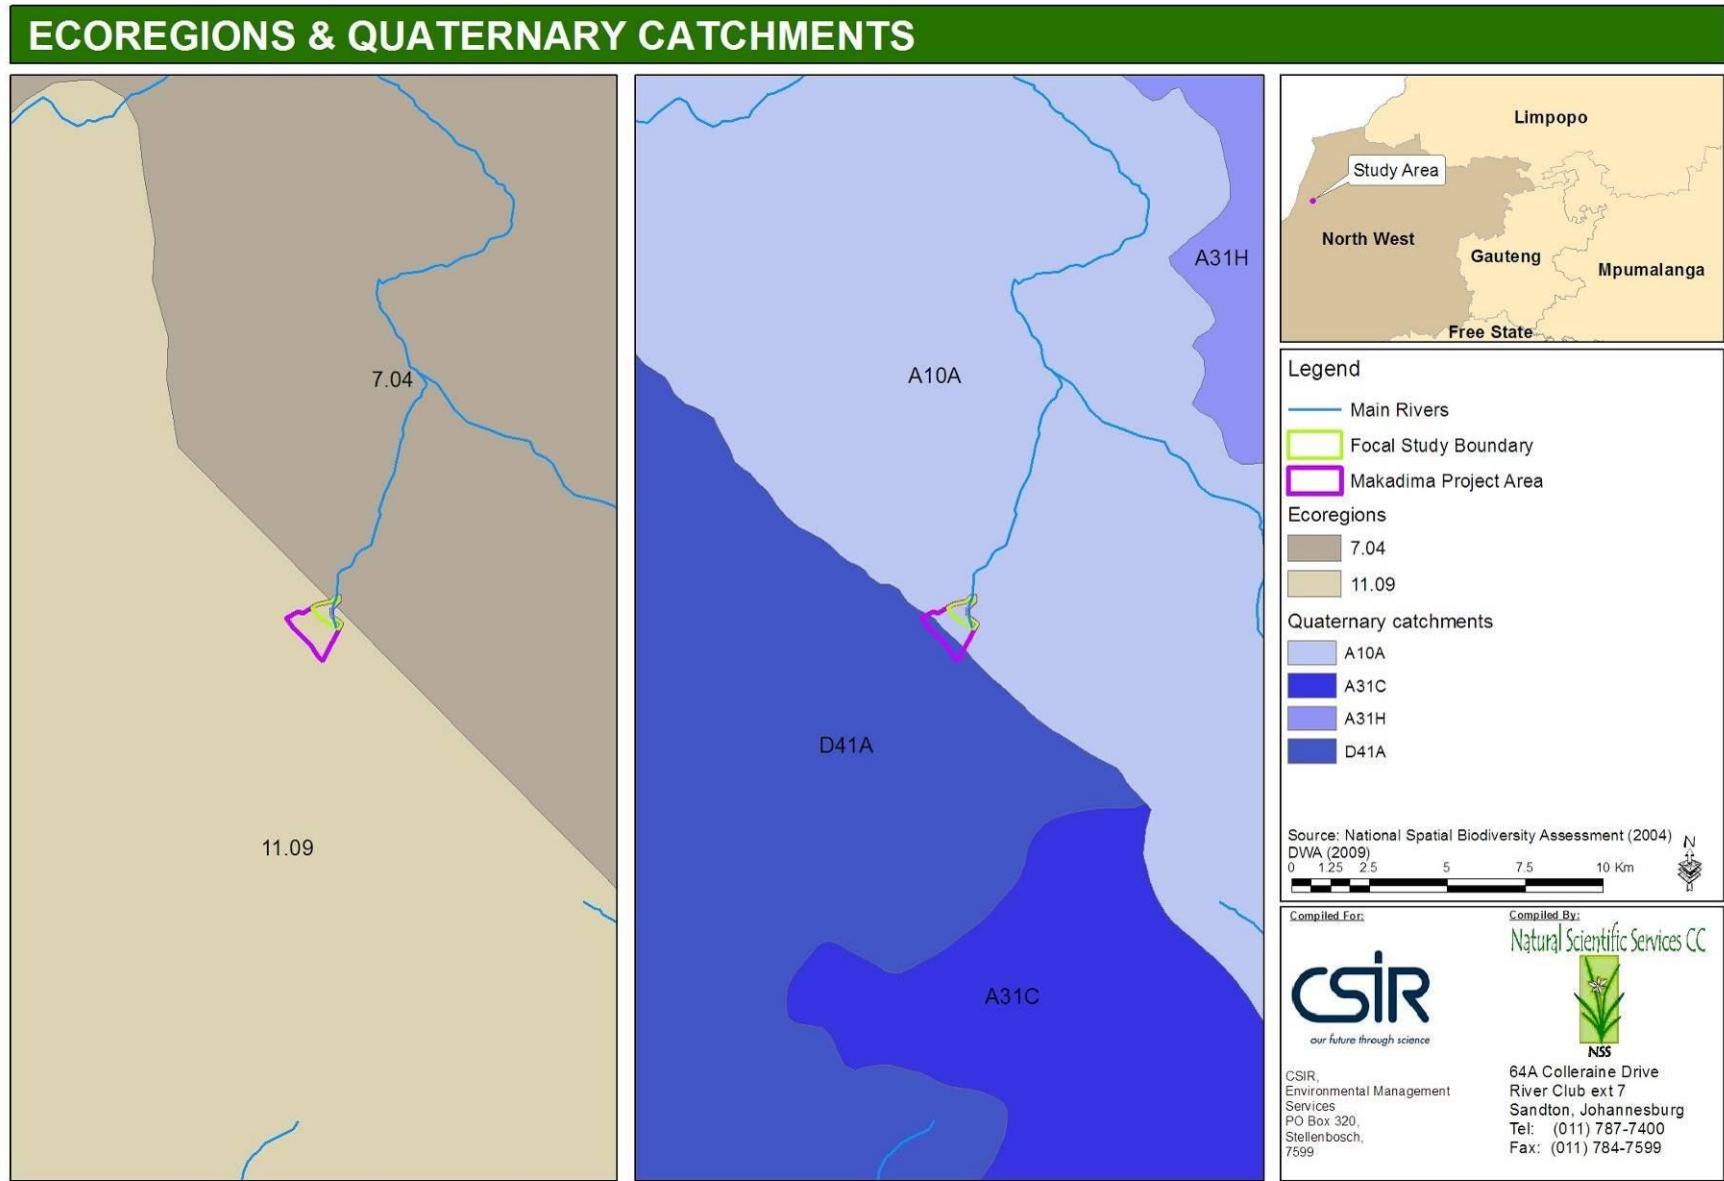 ECOREGIONS & QUATERNARY CATCHMENTS
7.04
11.09
A31H
A10A
D41A
A31C
Limpopo
Study Area
North West
Gauteng
Mpumalanga
Free State
Legend
Main Rivers
Focal Study Boundary
Makadima Project Area
Ecoregions
7.04
11.09
Quaternary catchments
A10A
A31C
A31H
D41A
Source: National Spatial Biodiversity Assessment (2004)
DWA (2009)
N
0 1.25 2.5 5 7.5 10 Km
Compiled For:
CSIR
our future through science
CSIR,
Environmental Management
Services
PO Box 320,
Stellenbosch,
7599
Compiled By:
Natural Scientific Services CC
NSS
64A Colleraine Drive
River Club ext 7
Sandton, Johannesburg
Tel: (011) 787-7400
Fax: (011) 784-7599